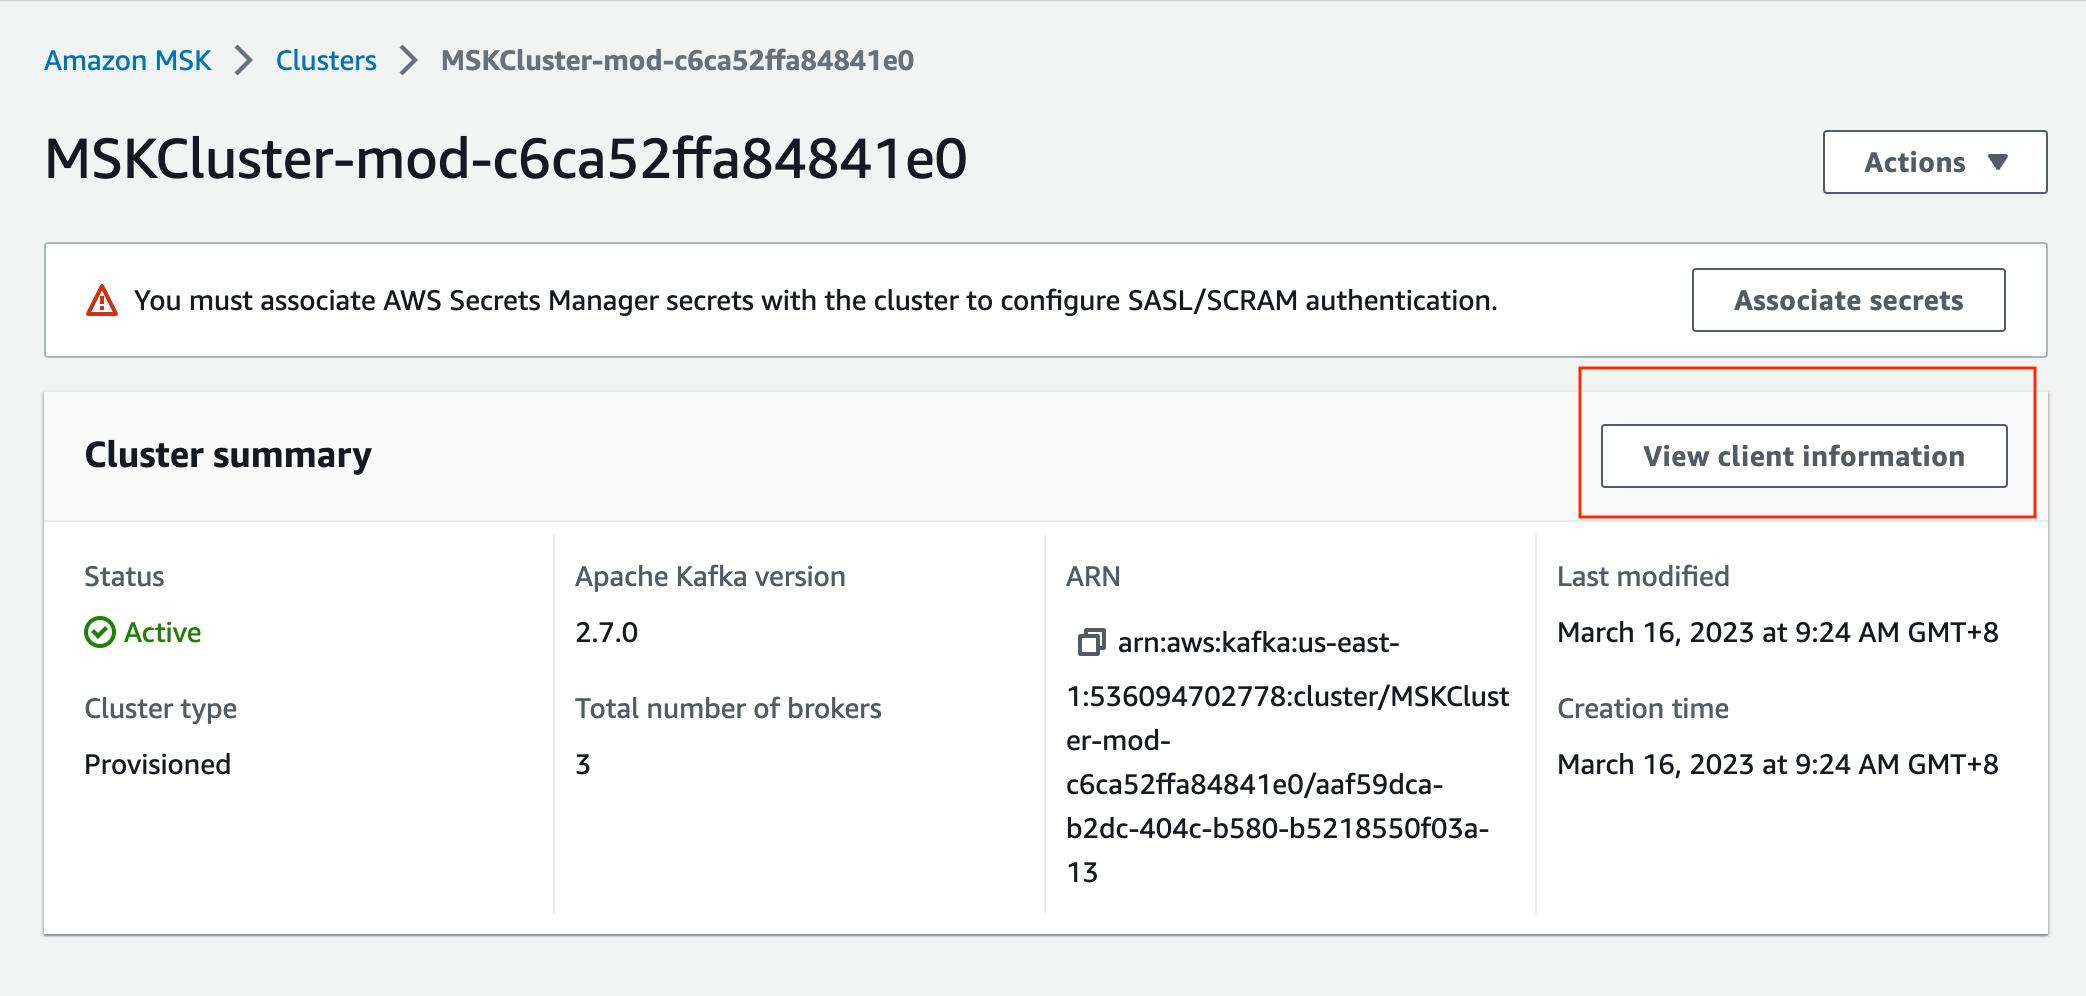 Amazon MSK > Clusters > MSKCluster-mod-c6ca52ffa84841e0
MSKCluster-mod-c6ca52ffa84841e0
Actions
You must associate AWS Secrets Manager secrets with the cluster to configure SASL/SCRAM authentication.
Associate secrets
Cluster summary
View client information
Status
Active
Cluster type
Provisioned
Apache Kafka version
2.7.0
Total number of brokers
3
ARN
arn:aws:kafka:us-east-
1:536094702778:cluster/MSKClust
er-mod-
c6ca52ffa84841e0/aaf59dca-
b2dc-404c-b580-b5218550f03a-
13
Last modified
March 16, 2023 at 9:24 AM GMT+8
Creation time
March 16, 2023 at 9:24 AM GMT+8